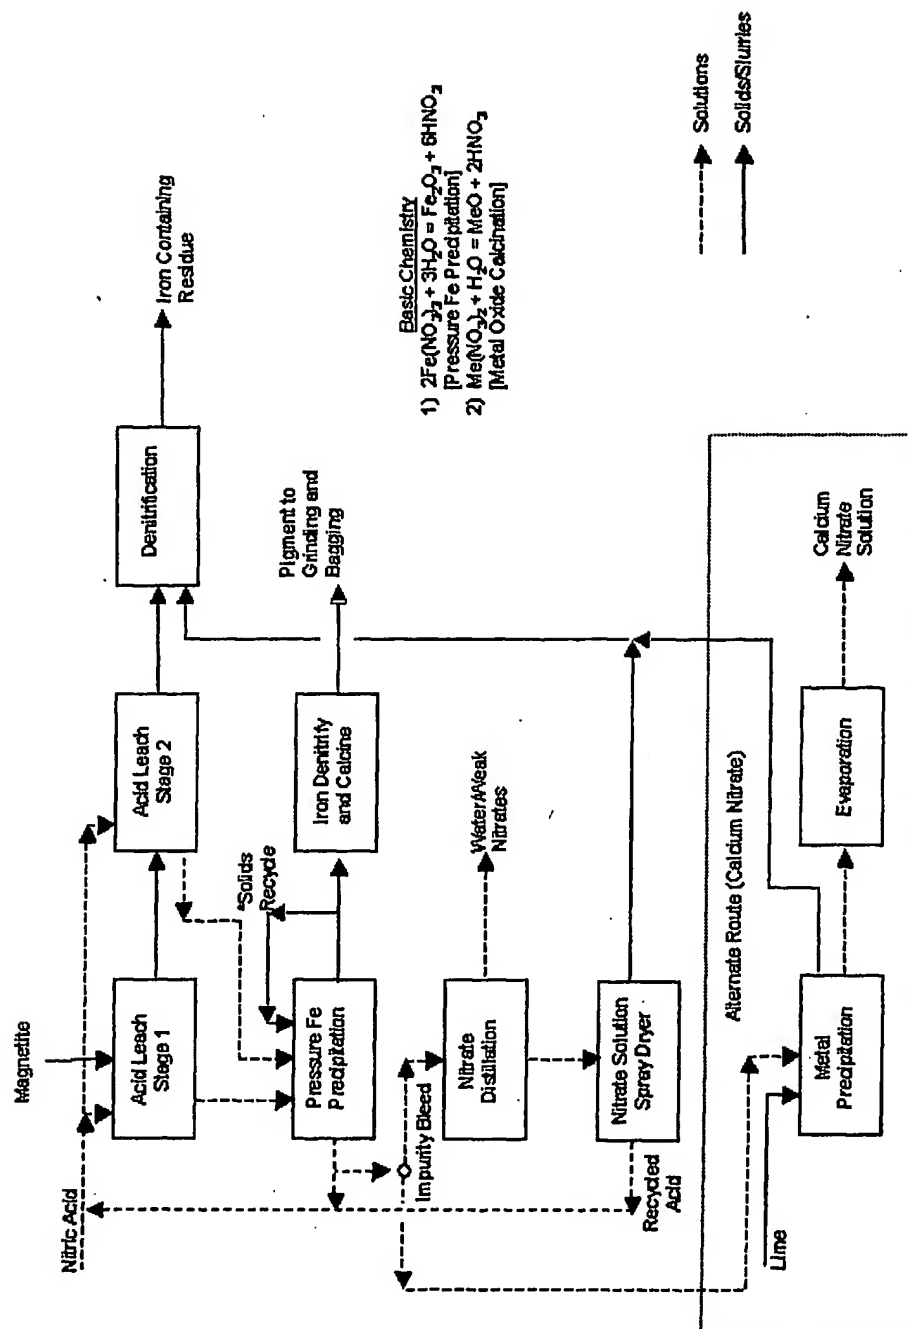 Magnetite
Nitric Acid
Acid Leach
Stage 1
Acid Leach
Stage 2
Denitrification
Iron Containing
Residue
*Solids
Recycle
Pressure Fe
Precipitation
Iron Denitrify
and Calcine
Pigment to
Grinding and
Bagging
Impurity Bleed
Nitrate
Distillation
Water/Weak
Nitrates
Nitrate Solution
Spray Dryer
Recycled
Acid
Basic Chemistry
1) 2Fe(NO₃)₃ + 3H₂O = Fe₂O₃ + 6HNO₃
[Pressure Fe Precipitation]
2) Me(NO₃)₂ + H₂O = MeO + 2HNO₃
[Metal Oxide Calcination]
Alternate Route (Calcium Nitrate)
Lime
Metal
Precipitation
Evaporation
Calcium
Nitrate
Solution
Solutions
Solids/Slurries